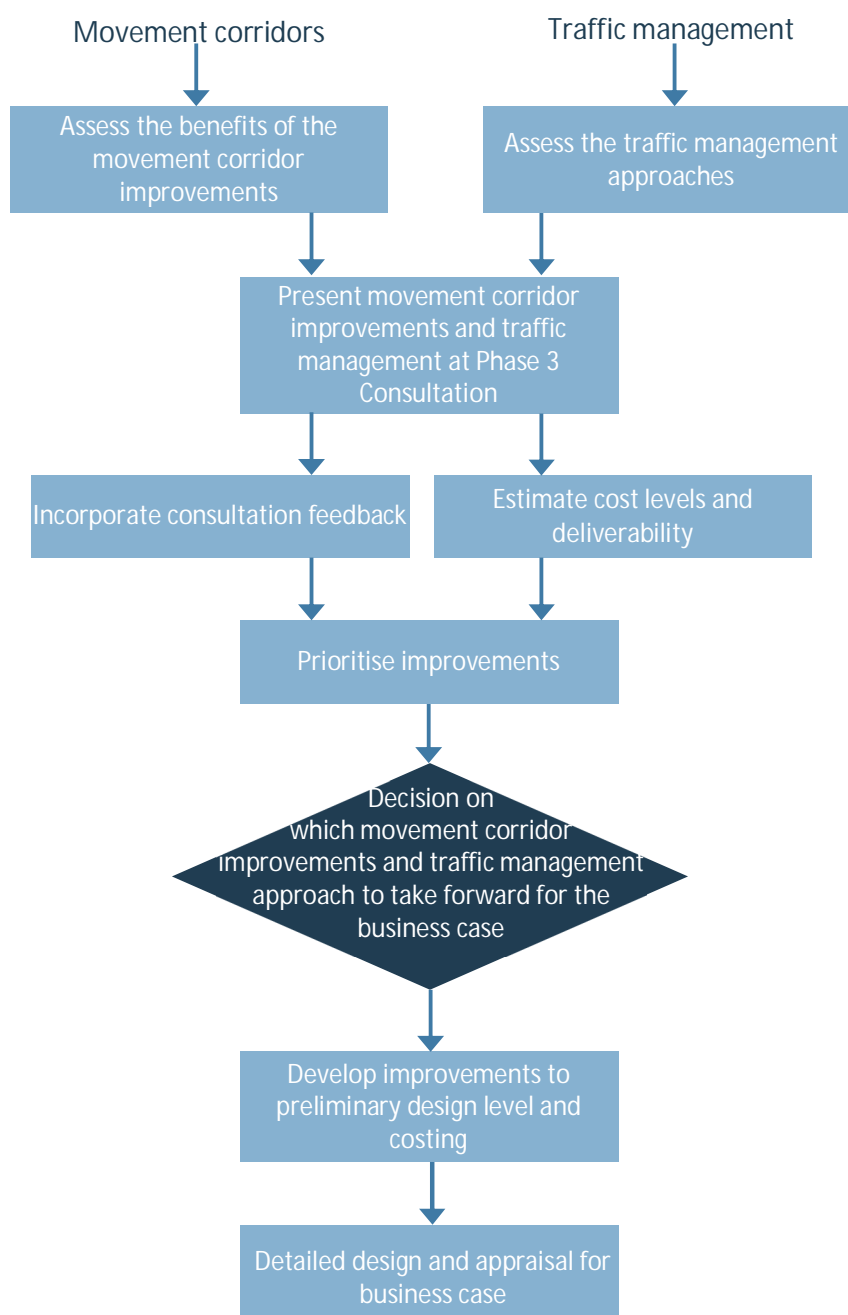 Movement corridors
Traffic management
Assess the benefits of the
movement corridor
improvements
Assess the traffic management
approaches
Present movement corridor
improvements and traffic
management at Phase 3
Consultation
Incorporate consultation feedback
Estimate cost levels and
deliverability
Prioritise improvements
Decision on
which movement corridor
improvements and traffic management
approach to take forward for the
business case
Develop improvements to
preliminary design level and
costing
Detailed design and appraisal for
business case